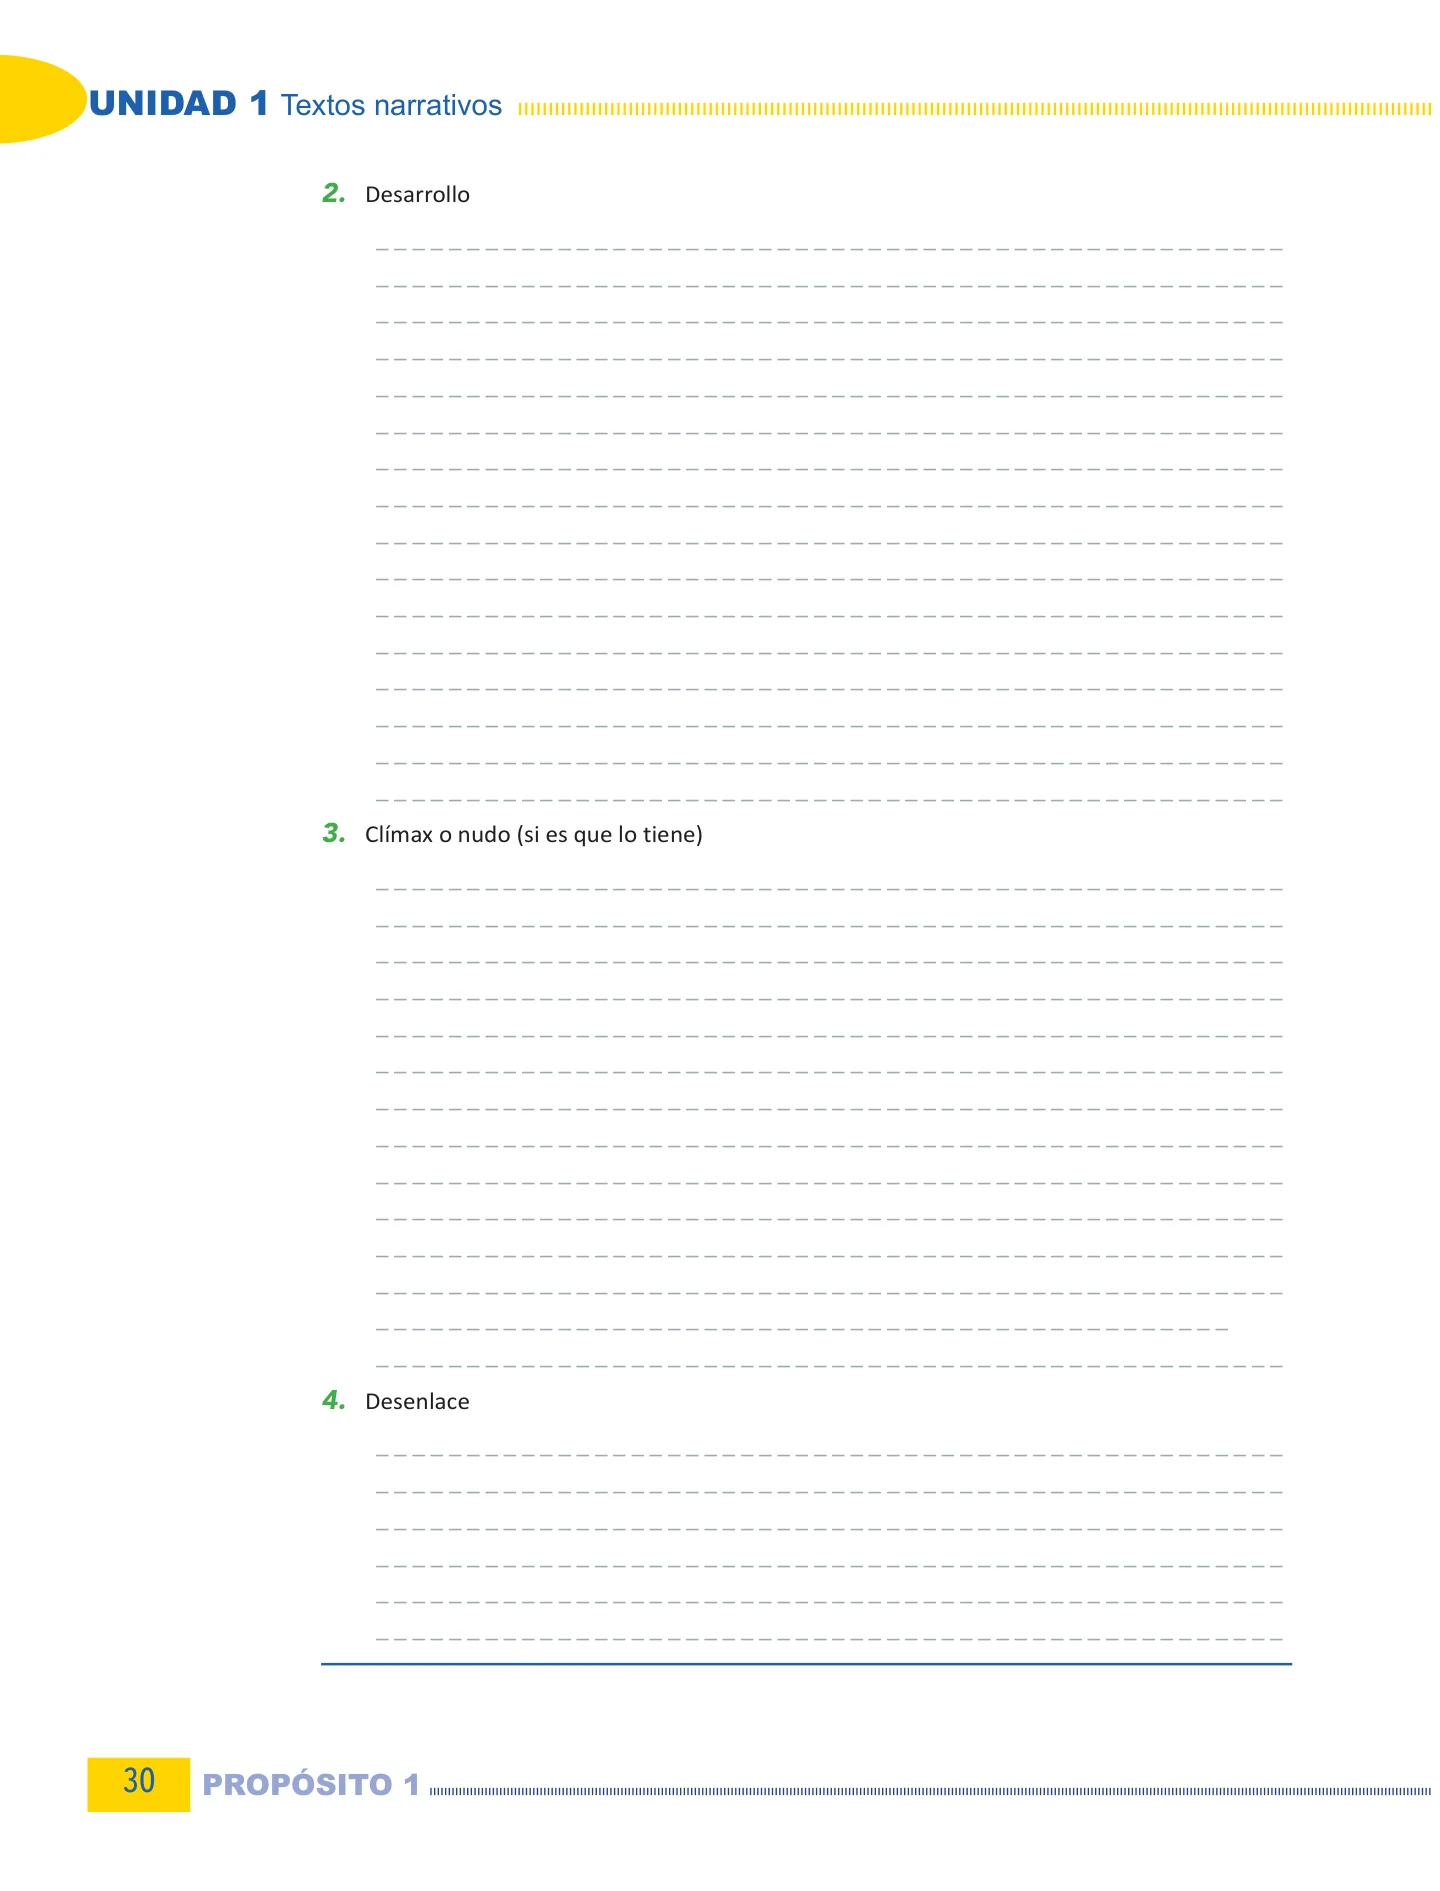 UNIDAD 1 Textos narrativos
2. Desarrollo
3. Clímax o nudo (si es que lo tiene)
4. Desenlace
30 PROPÓSITO 1